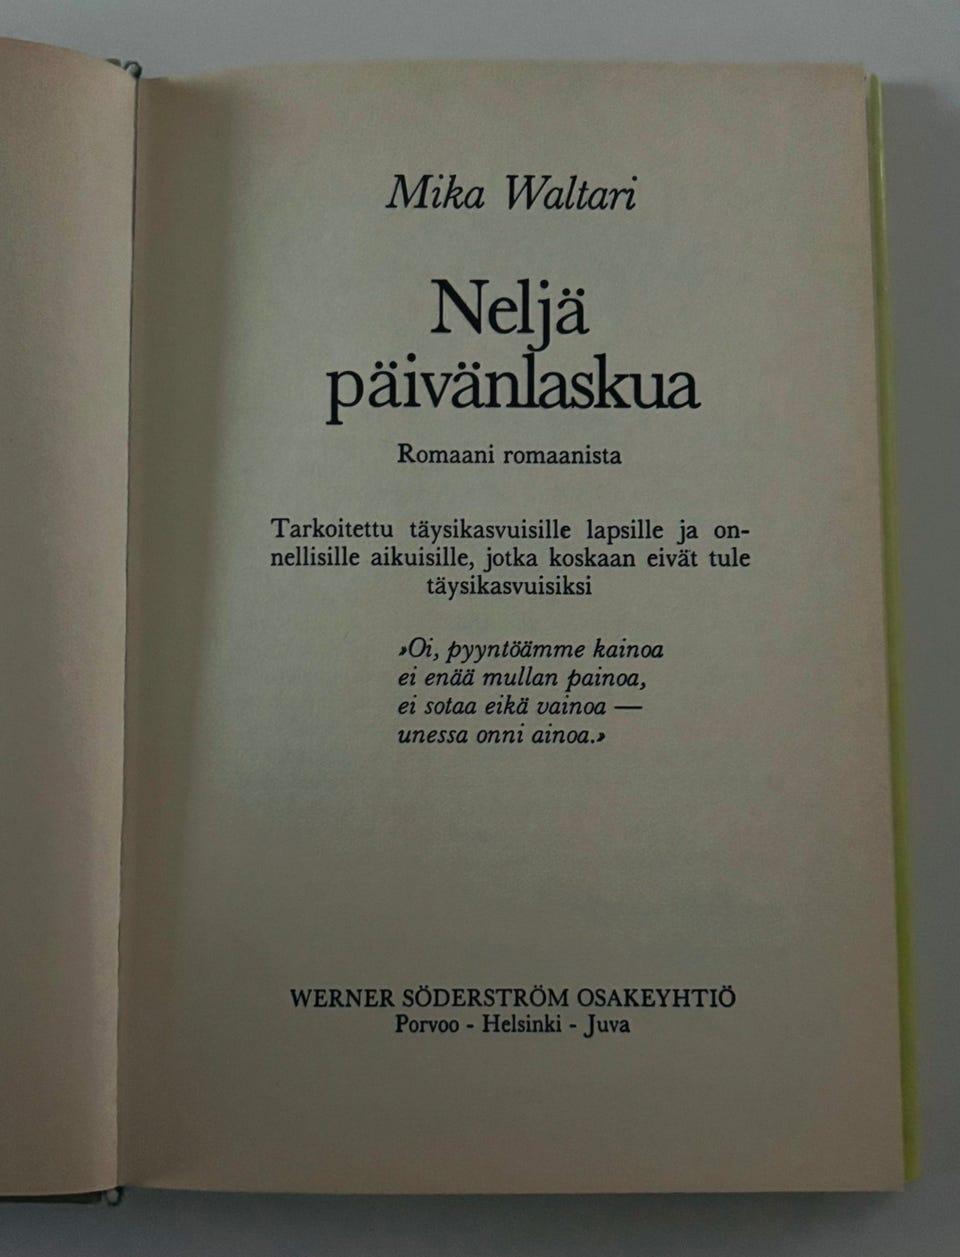 Mika Waltari
Neljä
päivänlaskua
Romaani romaanista
Tarkoitettu täysikasvuisille lapsille ja on-
nellisille aikuisille, jotka koskaan eivät tule
täysikasvuisiksi
»Oi, pyyntöämme kainoa
ei enää mullan painoa,
ei sotaa eikä vainoa —
unessa onni ainoa.»
WERNER SÖDERSTRÖM OSAKEYHTIÖ
Porvoo - Helsinki - Juva